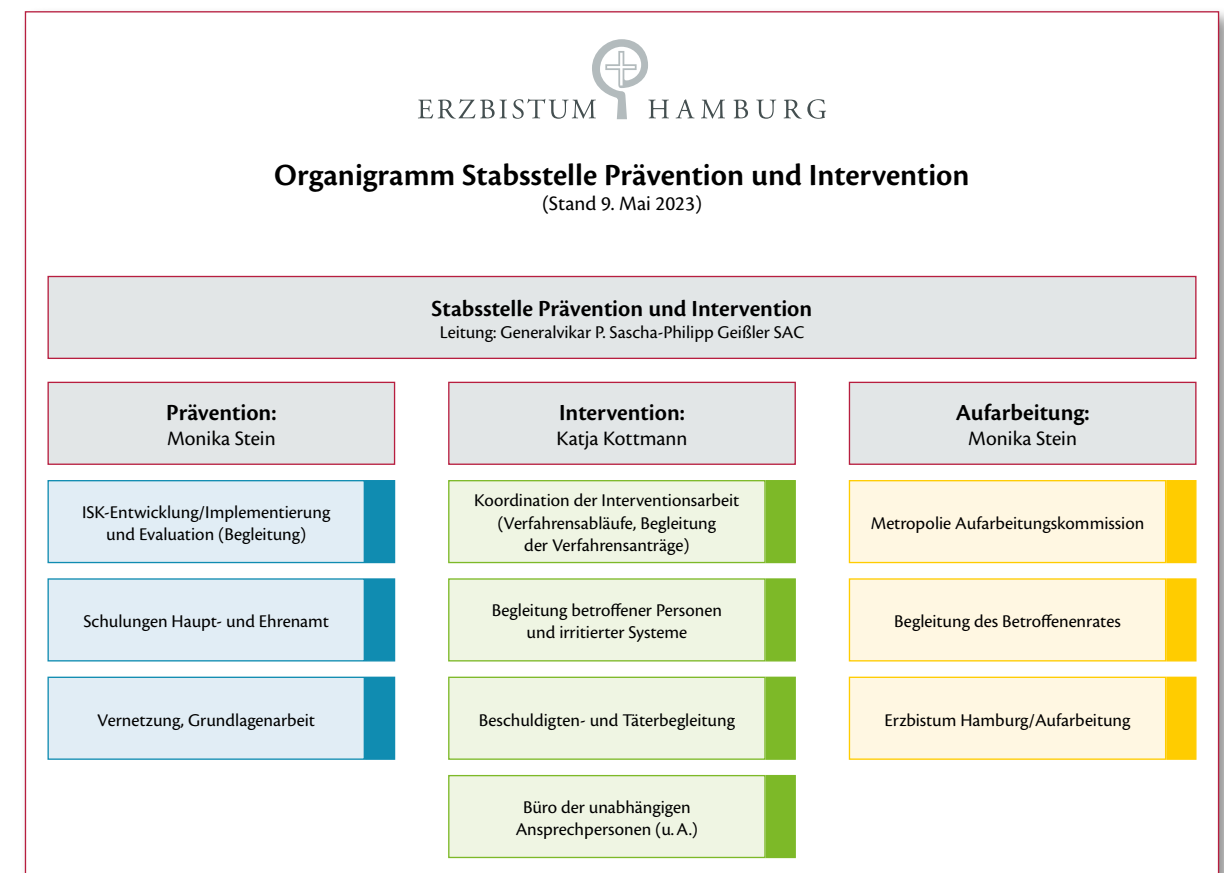 ERZBISTUM HAMBURG
Organigramm Stabsstelle Prävention und Intervention
(Stand 9. Mai 2023)
Stabsstelle Prävention und Intervention
Leitung: Generalvikar P. Sascha-Philipp Geißler SAC
Prävention:
Monika Stein
ISK-Entwicklung/Implementierung
und Evaluation (Begleitung)
Schulungen Haupt- und Ehrenamt
Vernetzung, Grundlagenarbeit
Intervention:
Katja Kottmann
Koordination der Interventionsarbeit
(Verfahrensabläufe, Begleitung
der Verfahrensanträge)
Begleitung betroffener Personen
und irritierter Systeme
Beschuldigten- und Täterbegleitung
Büro der unabhängigen
Ansprechpersonen (u. A.)
Aufarbeitung:
Monika Stein
Metropolie Aufarbeitungskommission
Begleitung des Betroffenenrates
Erzbistum Hamburg/Aufarbeitung